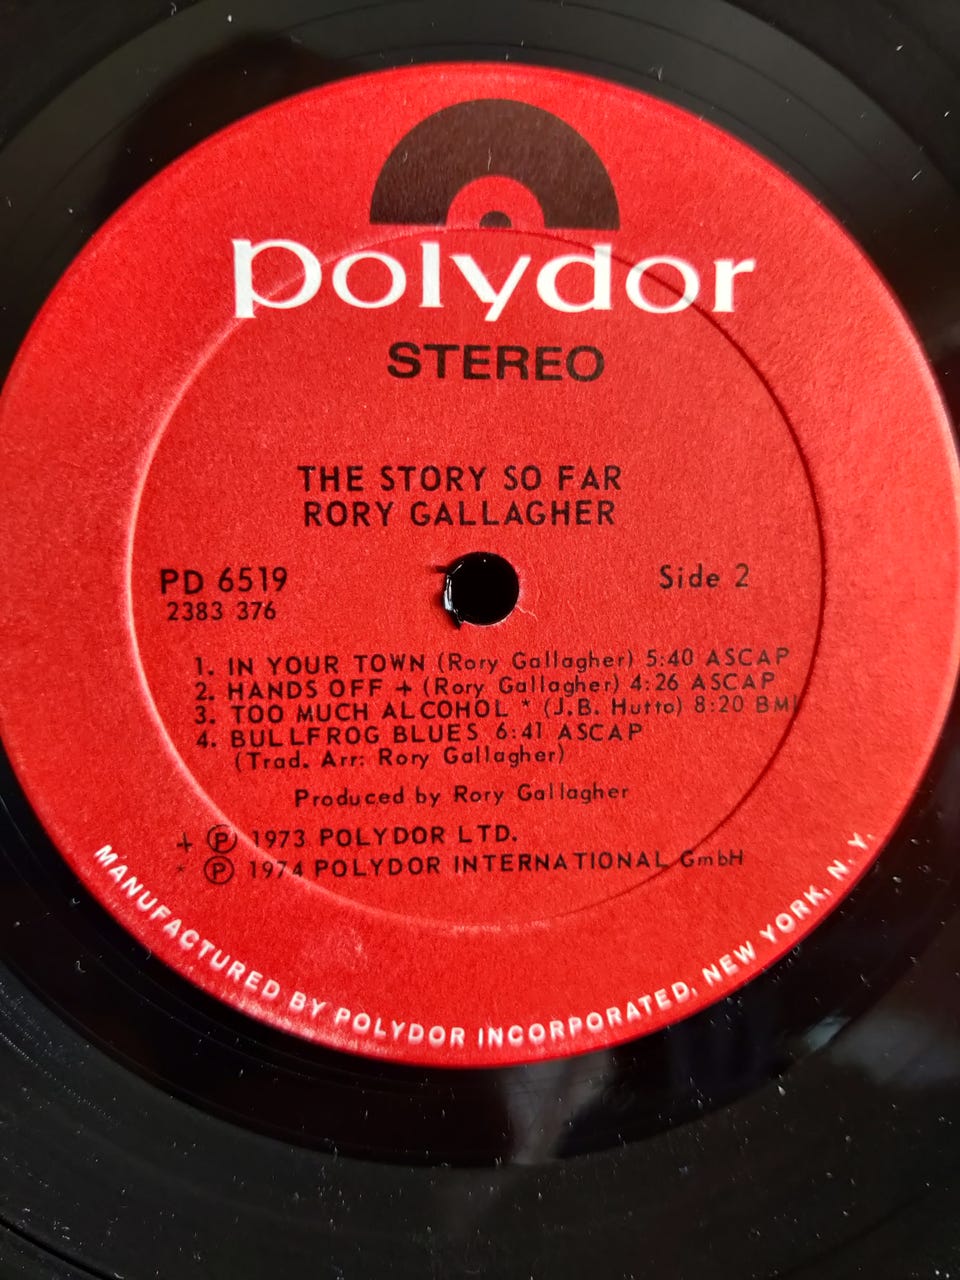 polydor
STEREO
THE STORY SO FAR
RORY GALLAGHER
PD 6519
2383 376
Side 2
1. IN YOUR TOWN (Rory Gallagher) 5:40 ASCAP
2. HANDS OFF + (Rory Gallagher) 4:26 ASCAP
3. TOO MUCH ALCOHOL * (J.B. Hutto) 8:20 BMI
4. BULLFROG BLUES 6:41 ASCAP
(Trad. Arr: Rory Gallagher)
Produced by Rory Gallagher
+ Ⓟ 1973 POLYDOR LTD.
* Ⓟ 1974 POLYDOR INTERNATIONAL GmbH
MANUFACTURED BY POLYDOR INCORPORATED, NEW YORK, N.Y.